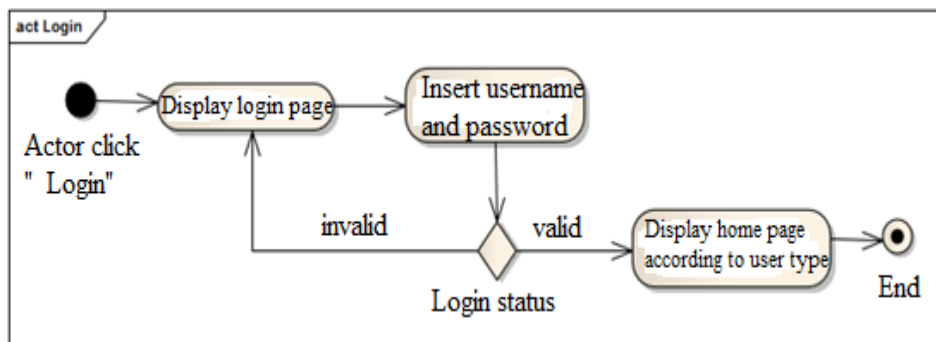 act Login
Display login page
Insert username
and password
Actor click
" Login"
invalid
valid
Display home page
according to user type
Login status
End